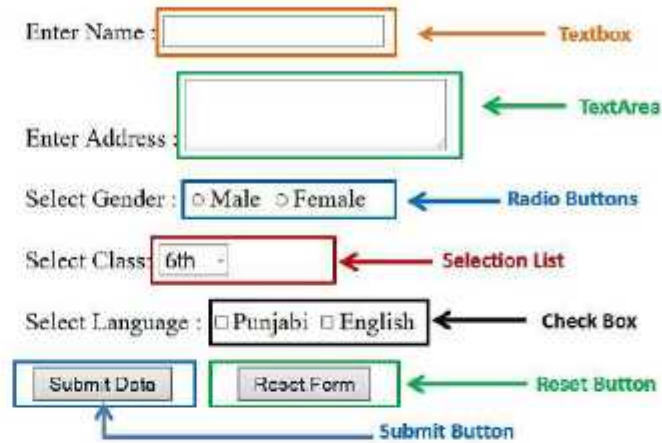 Enter Name : Textbox
TextArea
Enter Address :
Select Gender : Male Female Radio Buttons
Select Class: 6th Selection List
Select Language : Punjabi English Check Box
Submit Data Reset Form Reset Button
Submit Button